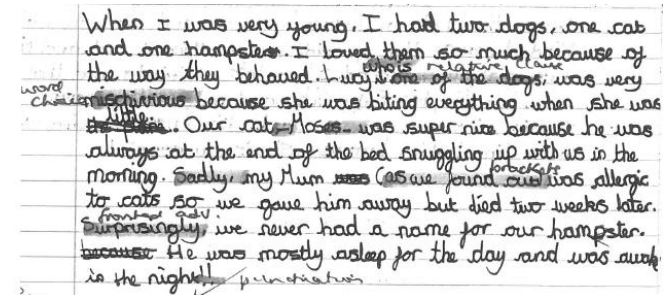 When I was very young, I had two dogs, one cat
and one hampster. I loved them so much because of
who is relative clause
the way they behaved. Lucy, one of the dogs, was very
word choice
mischivious because she was biting everything when she was
little. Our cat-Moses-was super nice because he was
always at the end of the bed snuggling up with us in the
brackets
morning. Sadly, my Mum (as we found out) was allergic
to cats so we gave him away but died two weeks later.
fronted adv.
Surprisingly, we never had a name for our hampster.
because He was mostly asleep for the day and was awake
in the night!! punctuation